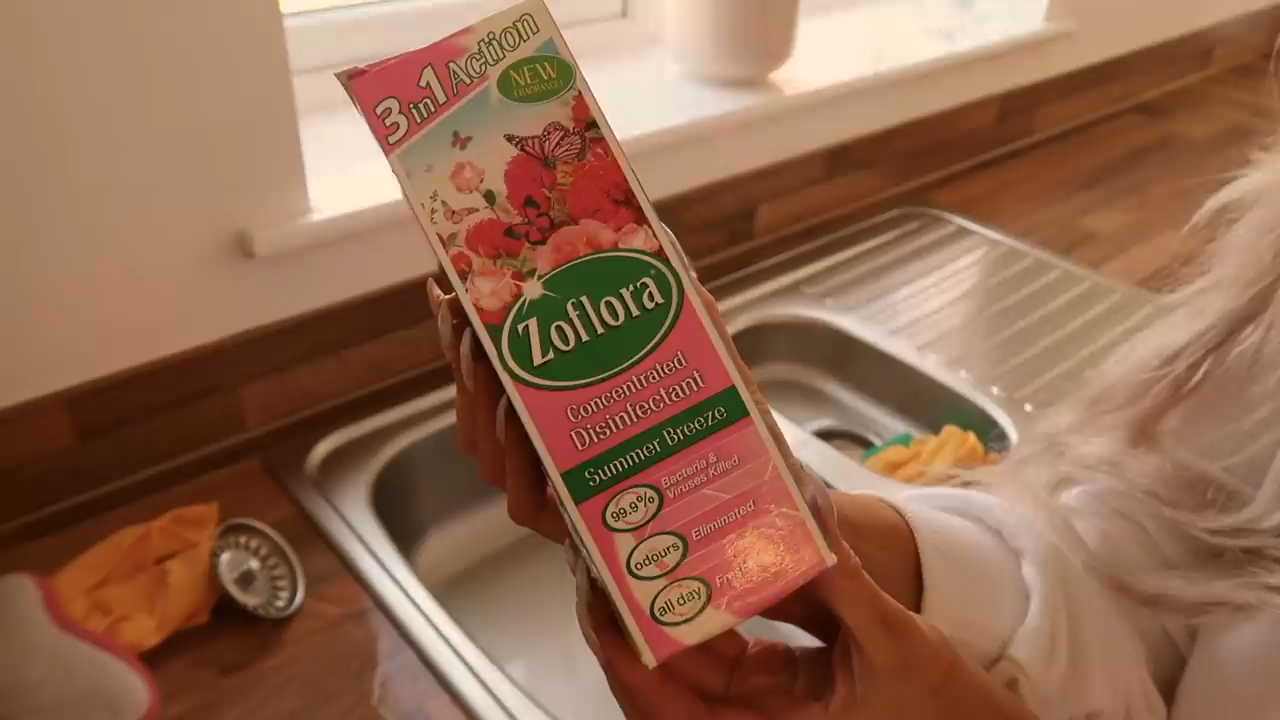 3 in 1 Action
NEW
FRAGRANCE!
Zoflora
Concentrated
Disinfectant
Summer Breeze
99.9%
Bacteria &
Viruses Killed
odours
Eliminated
all day